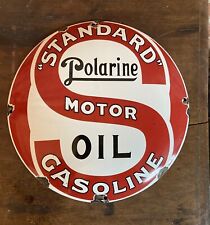 "STANDARD"
Polarine
MOTOR
OIL
GASOLINE